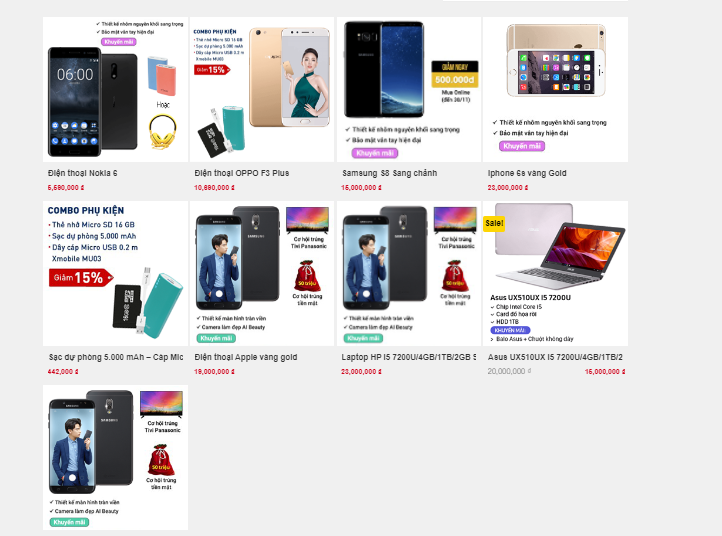 ✓ Thiết kế nhôm nguyên khối sang trọng
✓ Bảo mật vân tay hiện đại
Khuyến mãi
06:00
Hoặc
Điện thoại Nokia 6
5,590,000 ₫
COMBO PHỤ KIỆN
• Thẻ nhớ Micro SD 16 GB
• Sạc dự phòng 5.000 mAh
• Dây cáp Micro USB 0.2 m
Xmobile MU03
Giảm 15%
Điện thoại OPPO F3 Plus
10,690,000 ₫
GIẢM NGAY
500.000đ
Mua Online
(đến 30/11)
✓ Thiết kế nhôm nguyên khối sang trọng
✓ Bảo mật vân tay hiện đại
Khuyến mãi
Samsung S8 Sang chảnh
15,000,000 ₫
✓ Thiết kế nhôm nguyên khối sang trọng
✓ Bảo mật vân tay hiện đại
Khuyến mãi
Iphone 6s vàng Gold
23,000,000 ₫
COMBO PHỤ KIỆN
• Thẻ nhớ Micro SD 16 GB
• Sạc dự phòng 5.000 mAh
• Dây cáp Micro USB 0.2 m
Xmobile MU03
Giảm 15%
Sạc dự phòng 5.000 mAh – Cáp Mic
442,000 ₫
SAMSUNG
Cơ hội trúng
Tivi Panasonic
50 triệu
Cơ hội trúng
tiền mặt
✓ Thiết kế màn hình tràn viền
✓ Camera làm đẹp AI Beauty
Khuyến mãi
Điện thoại Apple vàng gold
19,000,000 ₫
SAMSUNG
Cơ hội trúng
Tivi Panasonic
50 triệu
Cơ hội trúng
tiền mặt
✓ Thiết kế màn hình tràn viền
✓ Camera làm đẹp AI Beauty
Khuyến mãi
Laptop HP I5 7200U/4GB/1TB/2GB
23,000,000 ₫
Sale!
Asus UX510UX I5 7200U
✓ Chip Intel Core i5
✓ Card đồ họa rời
✓ HDD 1TB
KHUYẾN MÃI
> Balo Asus + Chuột không dây
Asus UX510UX I5 7200U/4GB/1TB/2
20,000,000 ₫ 15,000,000 ₫
SAMSUNG
Cơ hội trúng
Tivi Panasonic
50 triệu
Cơ hội trúng
tiền mặt
✓ Thiết kế màn hình tràn viền
✓ Camera làm đẹp AI Beauty
Khuyến mãi